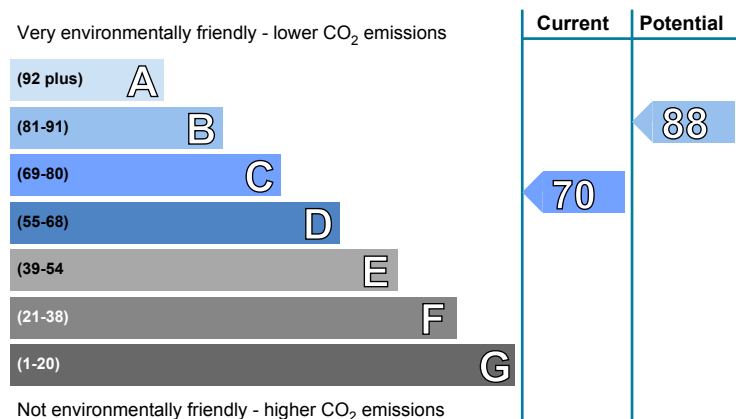 Current Potential
Very environmentally friendly - lower CO₂ emissions
(92 plus) A
(81-91) B
88
(69-80) C
70
(55-68) D
(39-54 E
(21-38) F
(1-20) G
Not environmentally friendly - higher CO₂ emissions